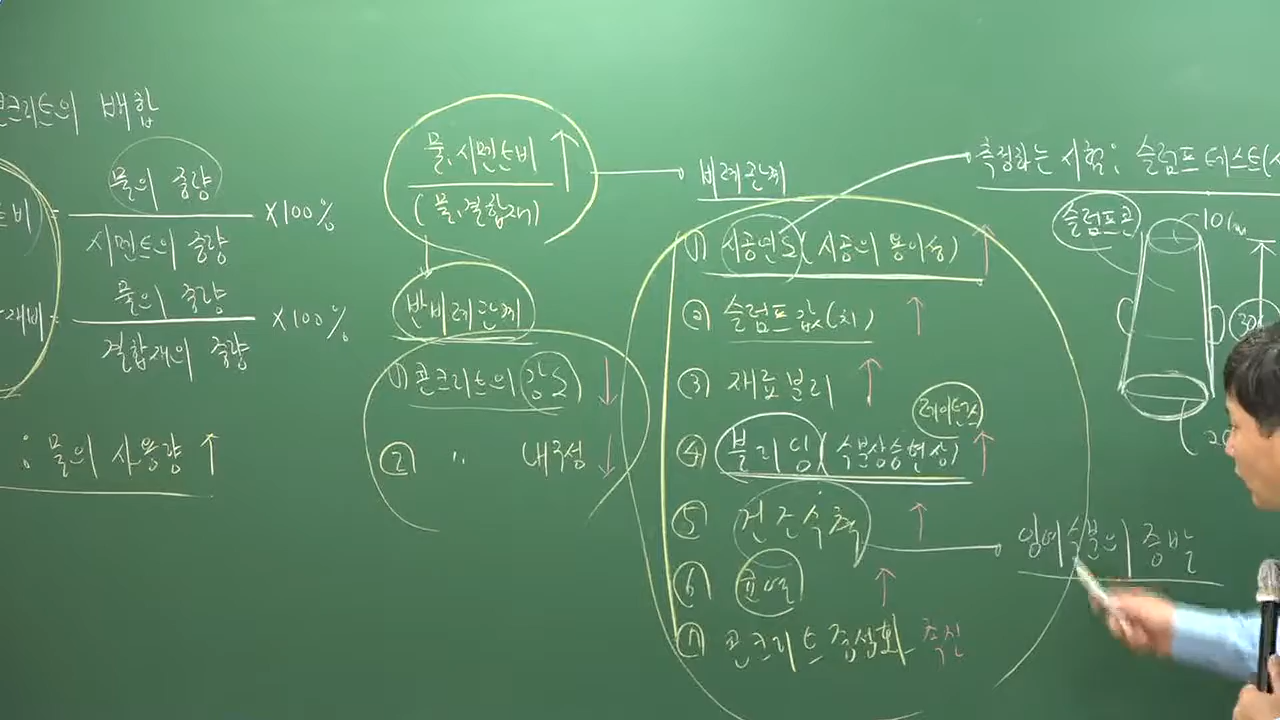 콘크리트의 배합
비 = 물의 중량 / 시멘트의 중량 ×100%
재비 = 물의 중량 / 결합재의 중량 ×100%
: 물의 사용량 ↑
물, 시멘트비 ↑
(물, 결합재)
반비례관계
① 콘크리트의 강도 ↓
② 〃 내구성 ↓
비례관계
① 시공연도(시공의 용이성) ↑
② 슬럼프값(치) ↑
③ 재료분리 ↑
레이턴스
④ 블리딩(수분상승현상) ↑
⑤ 건조수축 ↑
잉여수분의 증발
⑥ 균열 ↑
⑦ 콘크리트 중성화 촉진
측정하는 시험: 슬럼프테스트(
슬럼프콘
10cm
30
20